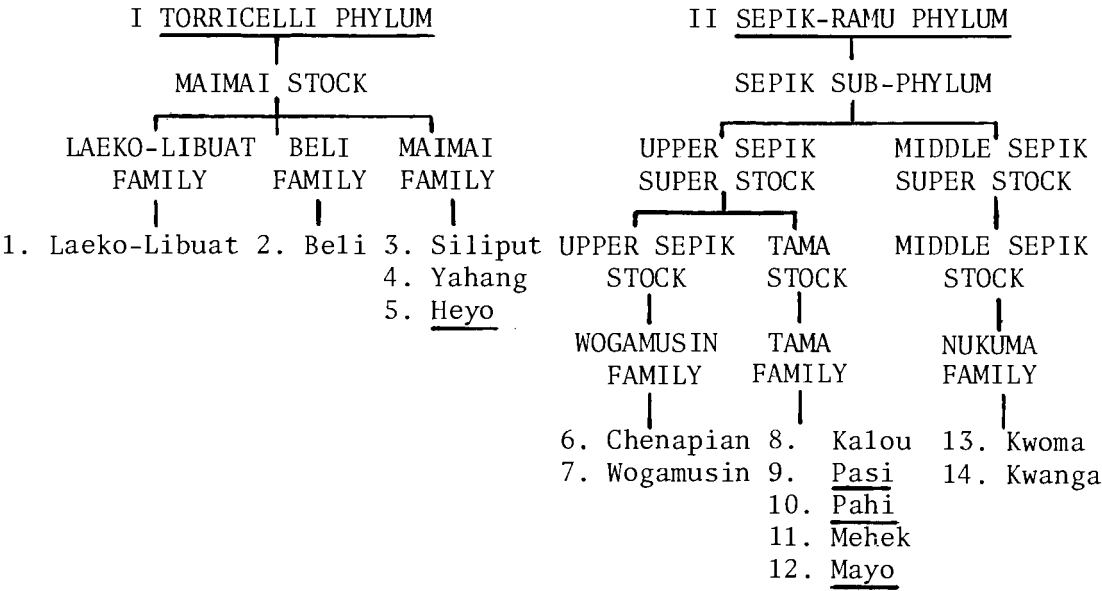 I TORRICELLI PHYLUM
MAIMAI STOCK
LAEKO-LIBUAT BELI MAIMAI
FAMILY FAMILY FAMILY
1. Laeko-Libuat 2. Beli 3. Siliput
4. Yahang
5. Heyo
II SEPIK-RAMU PHYLUM
SEPIK SUB-PHYLUM
UPPER SEPIK MIDDLE SEPIK
SUPER STOCK SUPER STOCK
UPPER SEPIK TAMA MIDDLE SEPIK
STOCK STOCK STOCK
WOGAMUSIN TAMA NUKUMA
FAMILY FAMILY FAMILY
6. Chenapian 8. Kalou 13. Kwoma
7. Wogamusin 9. Pasi 14. Kwanga
10. Pahi
11. Mehek
12. Mayo